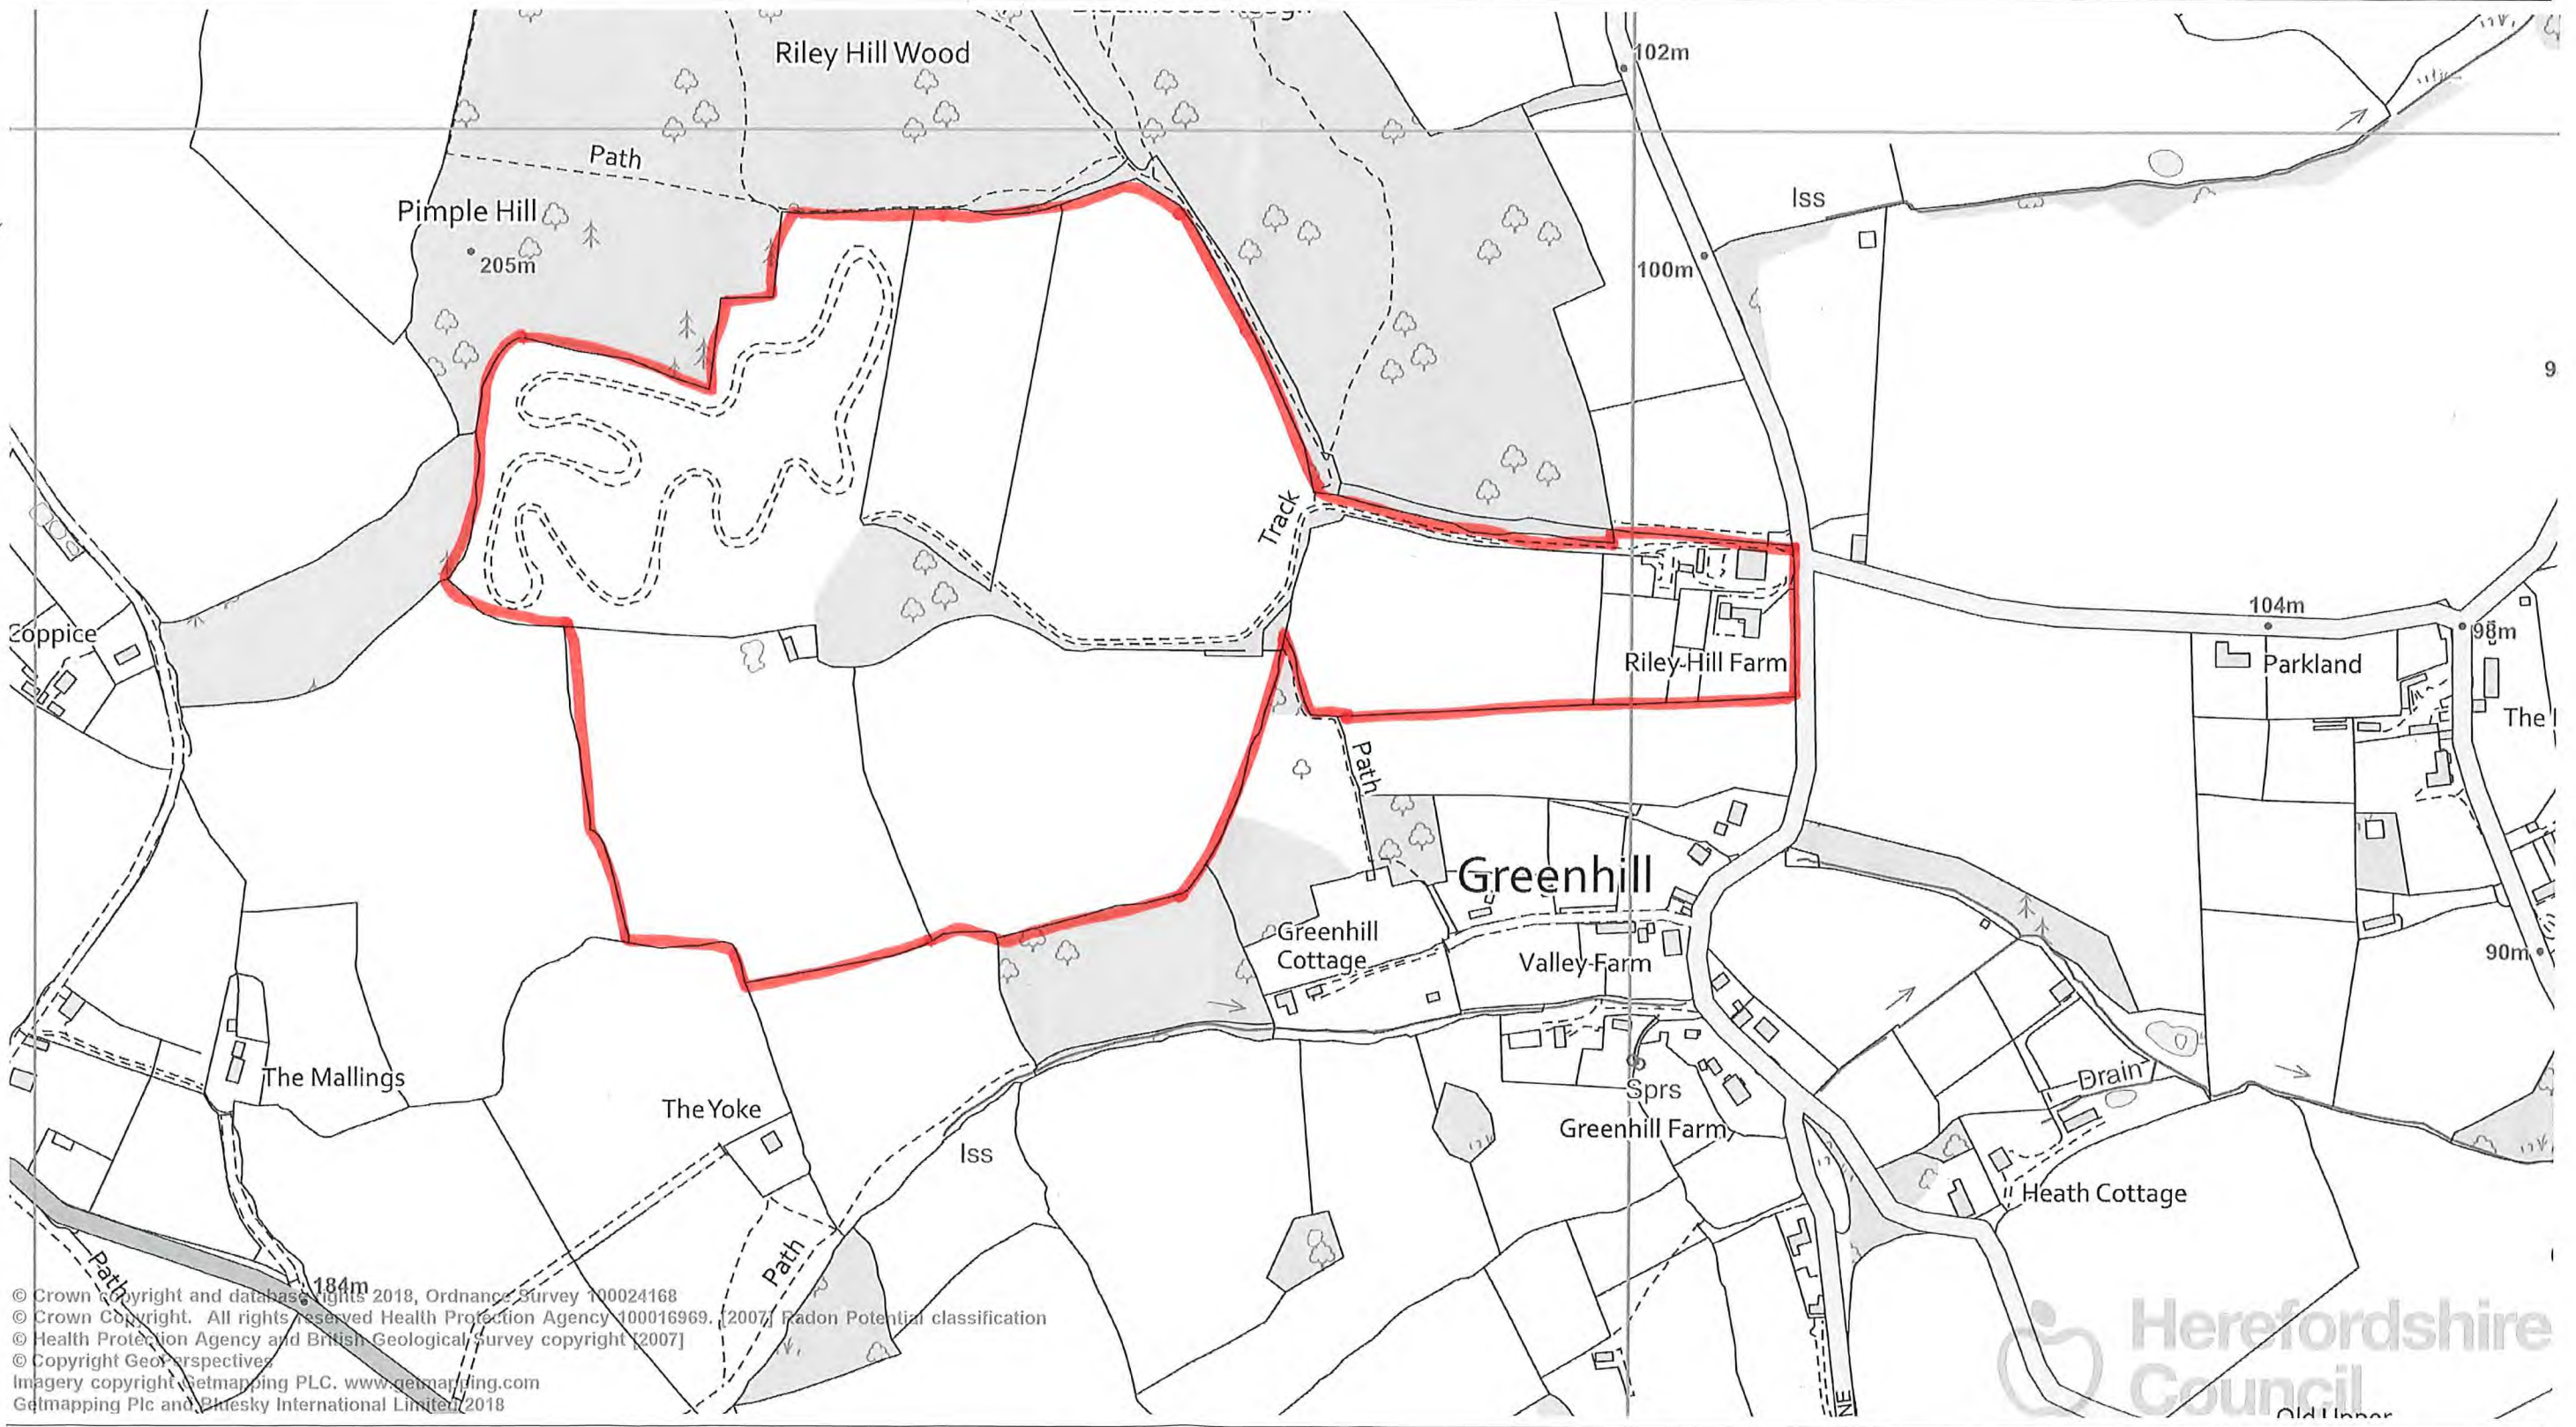 Riley Hill Wood
102m
Path
Pimple Hill
205m
Iss
100m
9
Track
Coppice
104m
98m
Riley Hill Farm
Parkland
The
Path
Greenhill
Greenhill
Cottage
Valley Farm
90m
The Mallings
Drain
The Yoke
Sprs
Greenhill Farm
Iss
Heath Cottage
Path
Path
184m
© Crown copyright and database rights 2018, Ordnance Survey 100024168
© Crown Copyright. All rights reserved Health Protection Agency 100016969. [2007] Radon Potential classification
© Health Protection Agency and British Geological Survey copyright [2007]
© Copyright GeoPerspectives
Imagery copyright Getmapping PLC. www.getmapping.com
Getmapping Plc and Bluesky International Limited 2018
Herefordshire
Council
NE
Old Upper